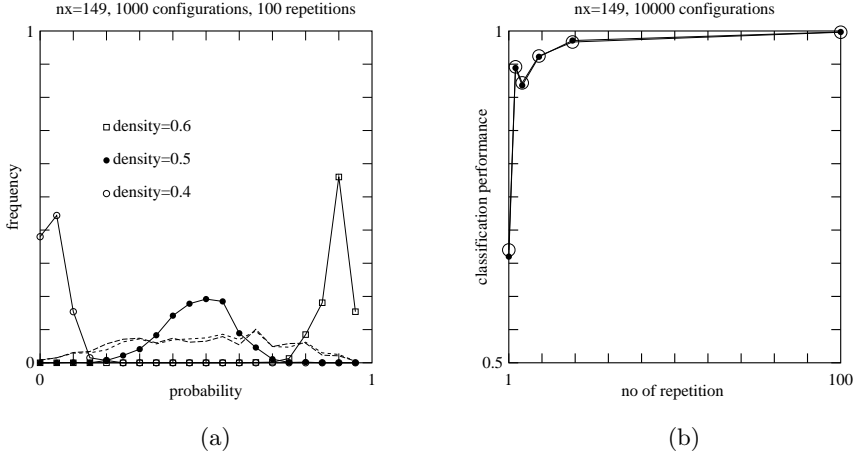 nx=149, 1000 configurations, 100 repetitions
1
density=0.6
density=0.5
density=0.4
frequency
0
0
1
probability
(a)
nx=149, 10000 configurations
1
classification performance
0.5
1
100
no of repetition
(b)